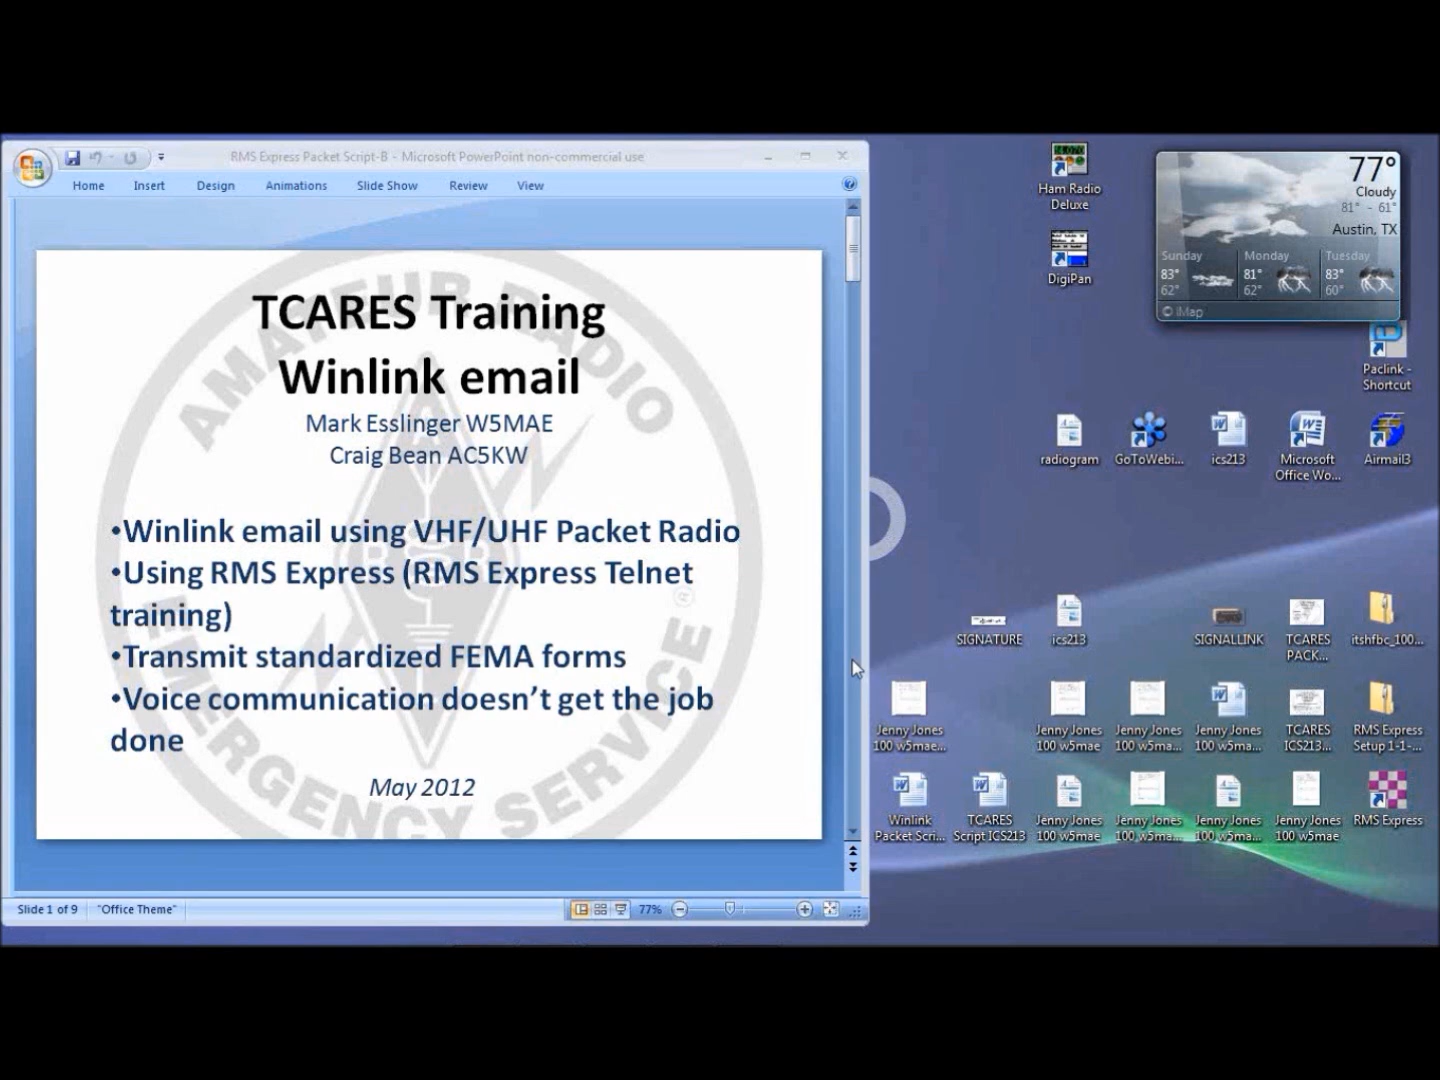 RMS Express Packet Script-B - Microsoft PowerPoint non-commercial use
Home Insert Design Animations Slide Show Review View
AMATEUR RADIO
EMERGENCY SERVICE
®
TCARES Training
Winlink email
Mark Esslinger W5MAE
Craig Bean AC5KW
•Winlink email using VHF/UHF Packet Radio
•Using RMS Express (RMS Express Telnet
training)
•Transmit standardized FEMA forms
•Voice communication doesn’t get the job
done
May 2012
Slide 1 of 9 "Office Theme" 77%
Ham Radio
Deluxe
DigiPan
77°
Cloudy
81° - 61°
Austin, TX
Sunday Monday Tuesday
83° 81° 83°
62° 62° 60°
© iMap
Paclink -
Shortcut
radiogram GoToWebi... ics213 Microsoft
Office Wo...
Airmail3
SIGNATURE ics213 SIGNALLINK TCARES
PACK...
itshfbc_100...
Jenny Jones
100 w5mae...
Jenny Jones
100 w5mae
Jenny Jones
100 w5ma...
Jenny Jones
100 w5ma...
TCARES
ICS213...
RMS Express
Setup 1-1-...
Winlink
Packet Scri...
TCARES
Script ICS213
Jenny Jones
100 w5mae
Jenny Jones
100 w5ma...
Jenny Jones
100 w5ma...
Jenny Jones
100 w5mae
RMS Express